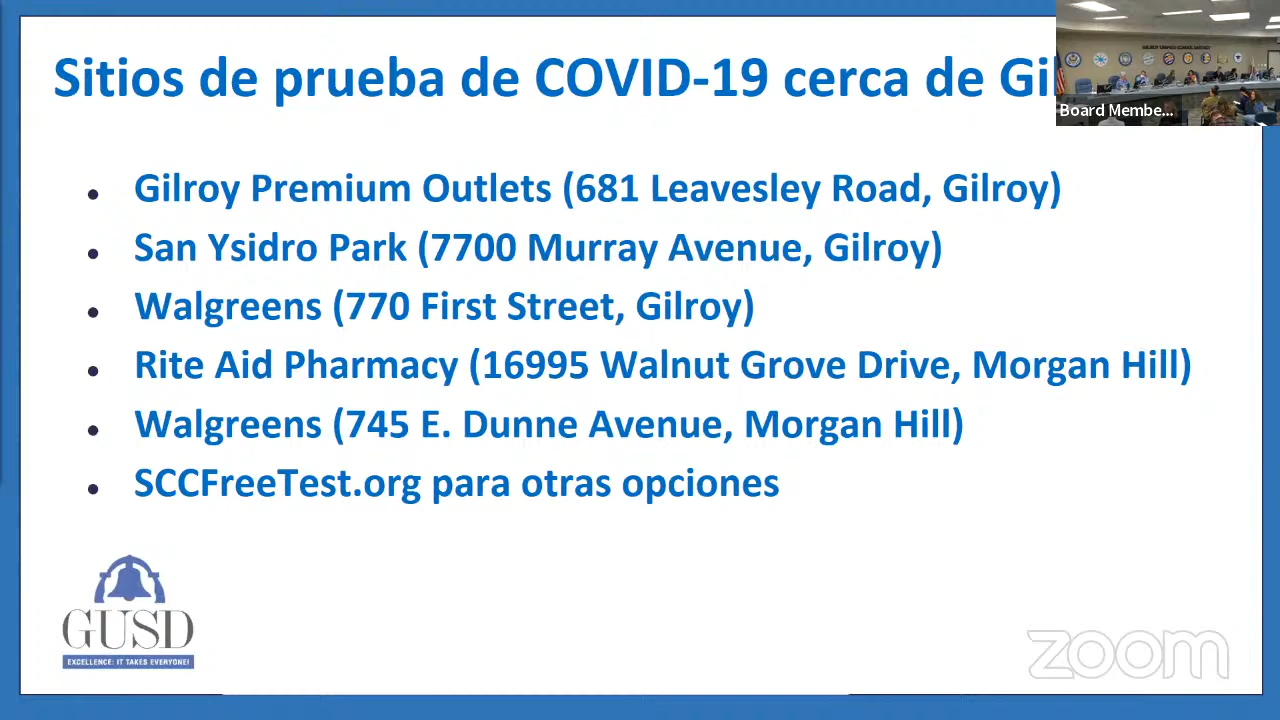 Sitios de prueba de COVID-19 cerca de
Board Membe...
• Gilroy Premium Outlets (681 Leavesley Road, Gilroy)
• San Ysidro Park (7700 Murray Avenue, Gilroy)
• Walgreens (770 First Street, Gilroy)
• Rite Aid Pharmacy (16995 Walnut Grove Drive, Morgan Hill)
• Walgreens (745 E. Dunne Avenue, Morgan Hill)
• SCCFreeTest.org para otras opciones
GUSD
EXCELLENCE: IT TAKES EVERYONE!
zoom